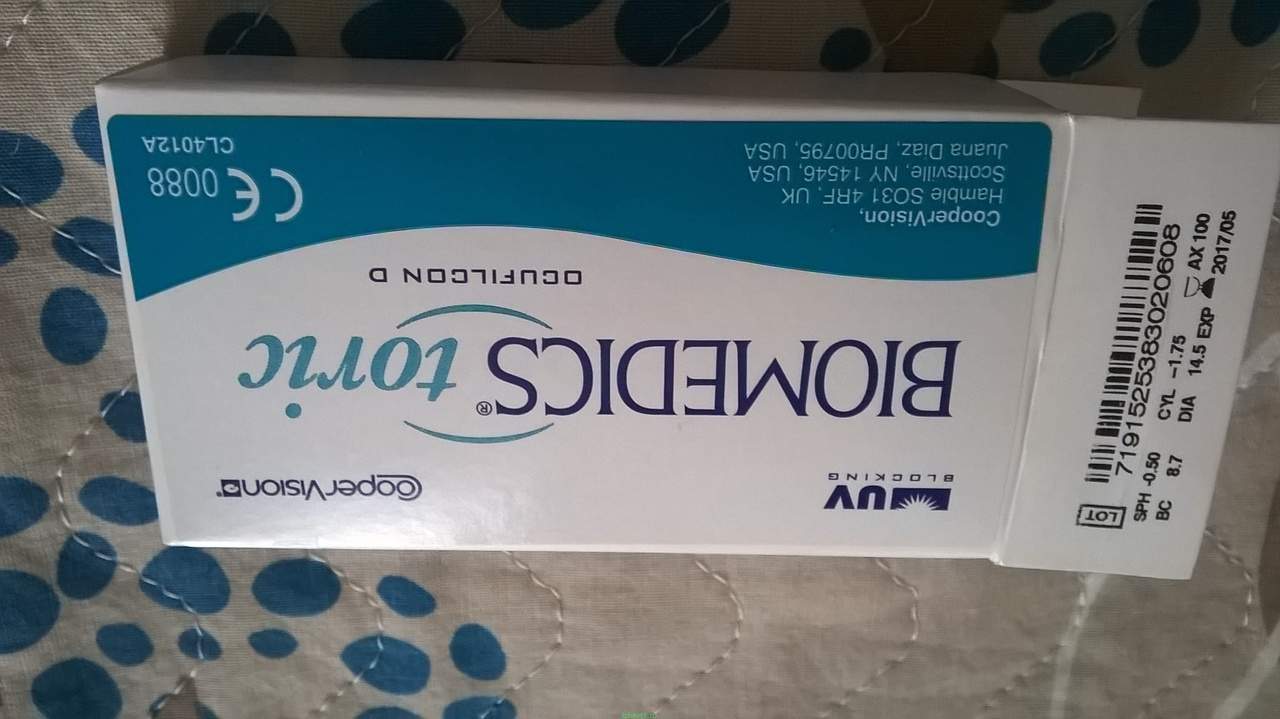 UV
BLOCKING
CooperVision
BIOMEDICS® toric
OCUFILCON D
CooperVision,
Hamble SO31 4RF, UK
Scottsville, NY 14546, USA
Juana Diaz, PR00795, USA
CE 0088
CL4012A
LOT 7191525383020608
SPH -0.50 CYL -1.75 AX 100
BC 8.7 DIA 14.5 EXP 2017/05